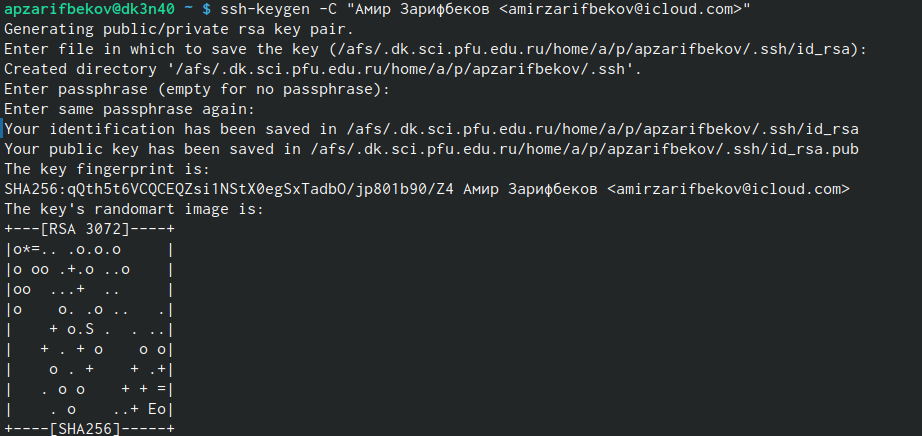 apzarifbekov@dk3n40 ~ $ ssh-keygen -C "Амир Зарифбеков <amirzarifbekov@icloud.com>"
Generating public/private rsa key pair.
Enter file in which to save the key (/afs/.dk.sci.pfu.edu.ru/home/a/p/apzarifbekov/.ssh/id_rsa):
Created directory '/afs/.dk.sci.pfu.edu.ru/home/a/p/apzarifbekov/.ssh'.
Enter passphrase (empty for no passphrase):
Enter same passphrase again:
Your identification has been saved in /afs/.dk.sci.pfu.edu.ru/home/a/p/apzarifbekov/.ssh/id_rsa
Your public key has been saved in /afs/.dk.sci.pfu.edu.ru/home/a/p/apzarifbekov/.ssh/id_rsa.pub
The key fingerprint is:
SHA256:qQth5t6VCQCEQZsi1NStX0egSxTadbO/jp801b90/Z4 Амир Зарифбеков <amirzarifbekov@icloud.com>
The key's randomart image is:
+---[RSA 3072]----+
|o*=.. .o.o.o     |
|o oo .+.o ..o    |
|oo  ...+  ..     |
|o    o. .o ..   .|
|    + o.S .  . ..|
|   + . + o    o o|
|    o . +    + .+|
|   . o o    + + =|
|    . o    ..+ Eo|
+----[SHA256]-----+